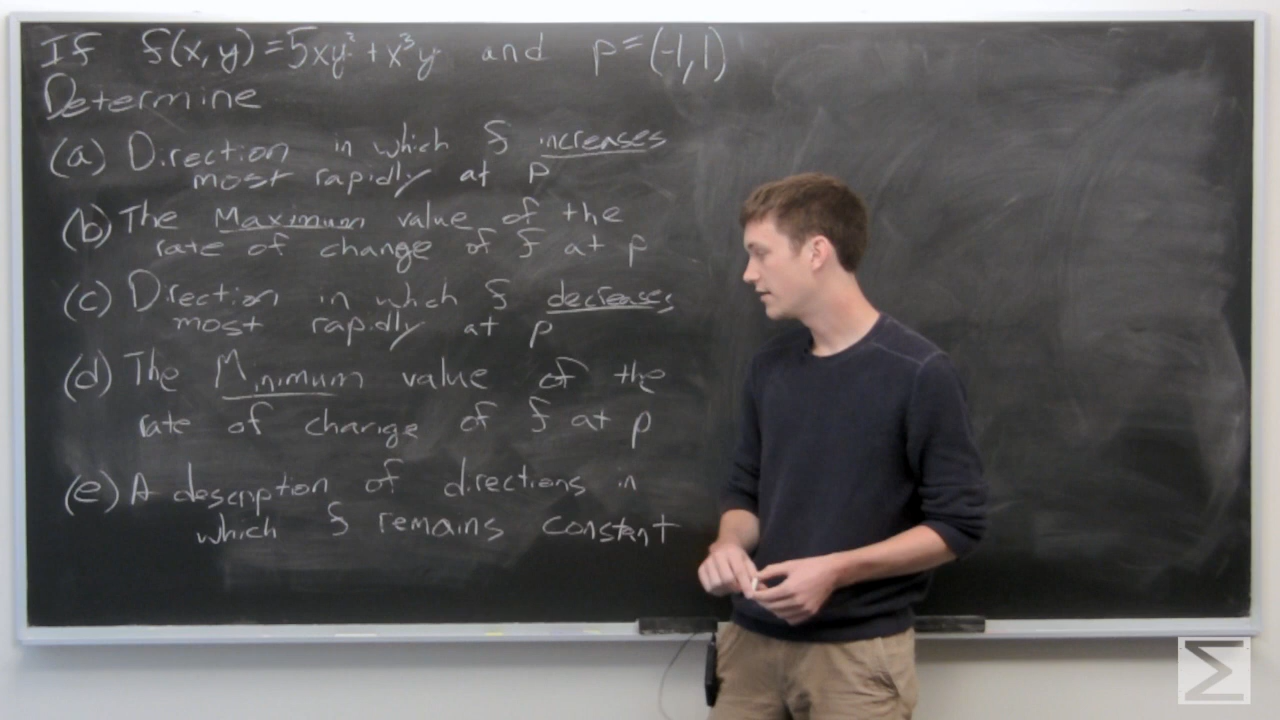 If f(x,y)=5xy²+x³y and p=(-1,1)
Determine
(a) Direction in which f increases
most rapidly at p
(b) The Maximum value of the
rate of change of f at p
(c) Direction in which f decreases
most rapidly at p
(d) The Minimum value of the
rate of change of f at p
(e) A description of directions in
which f remains constant
Σ